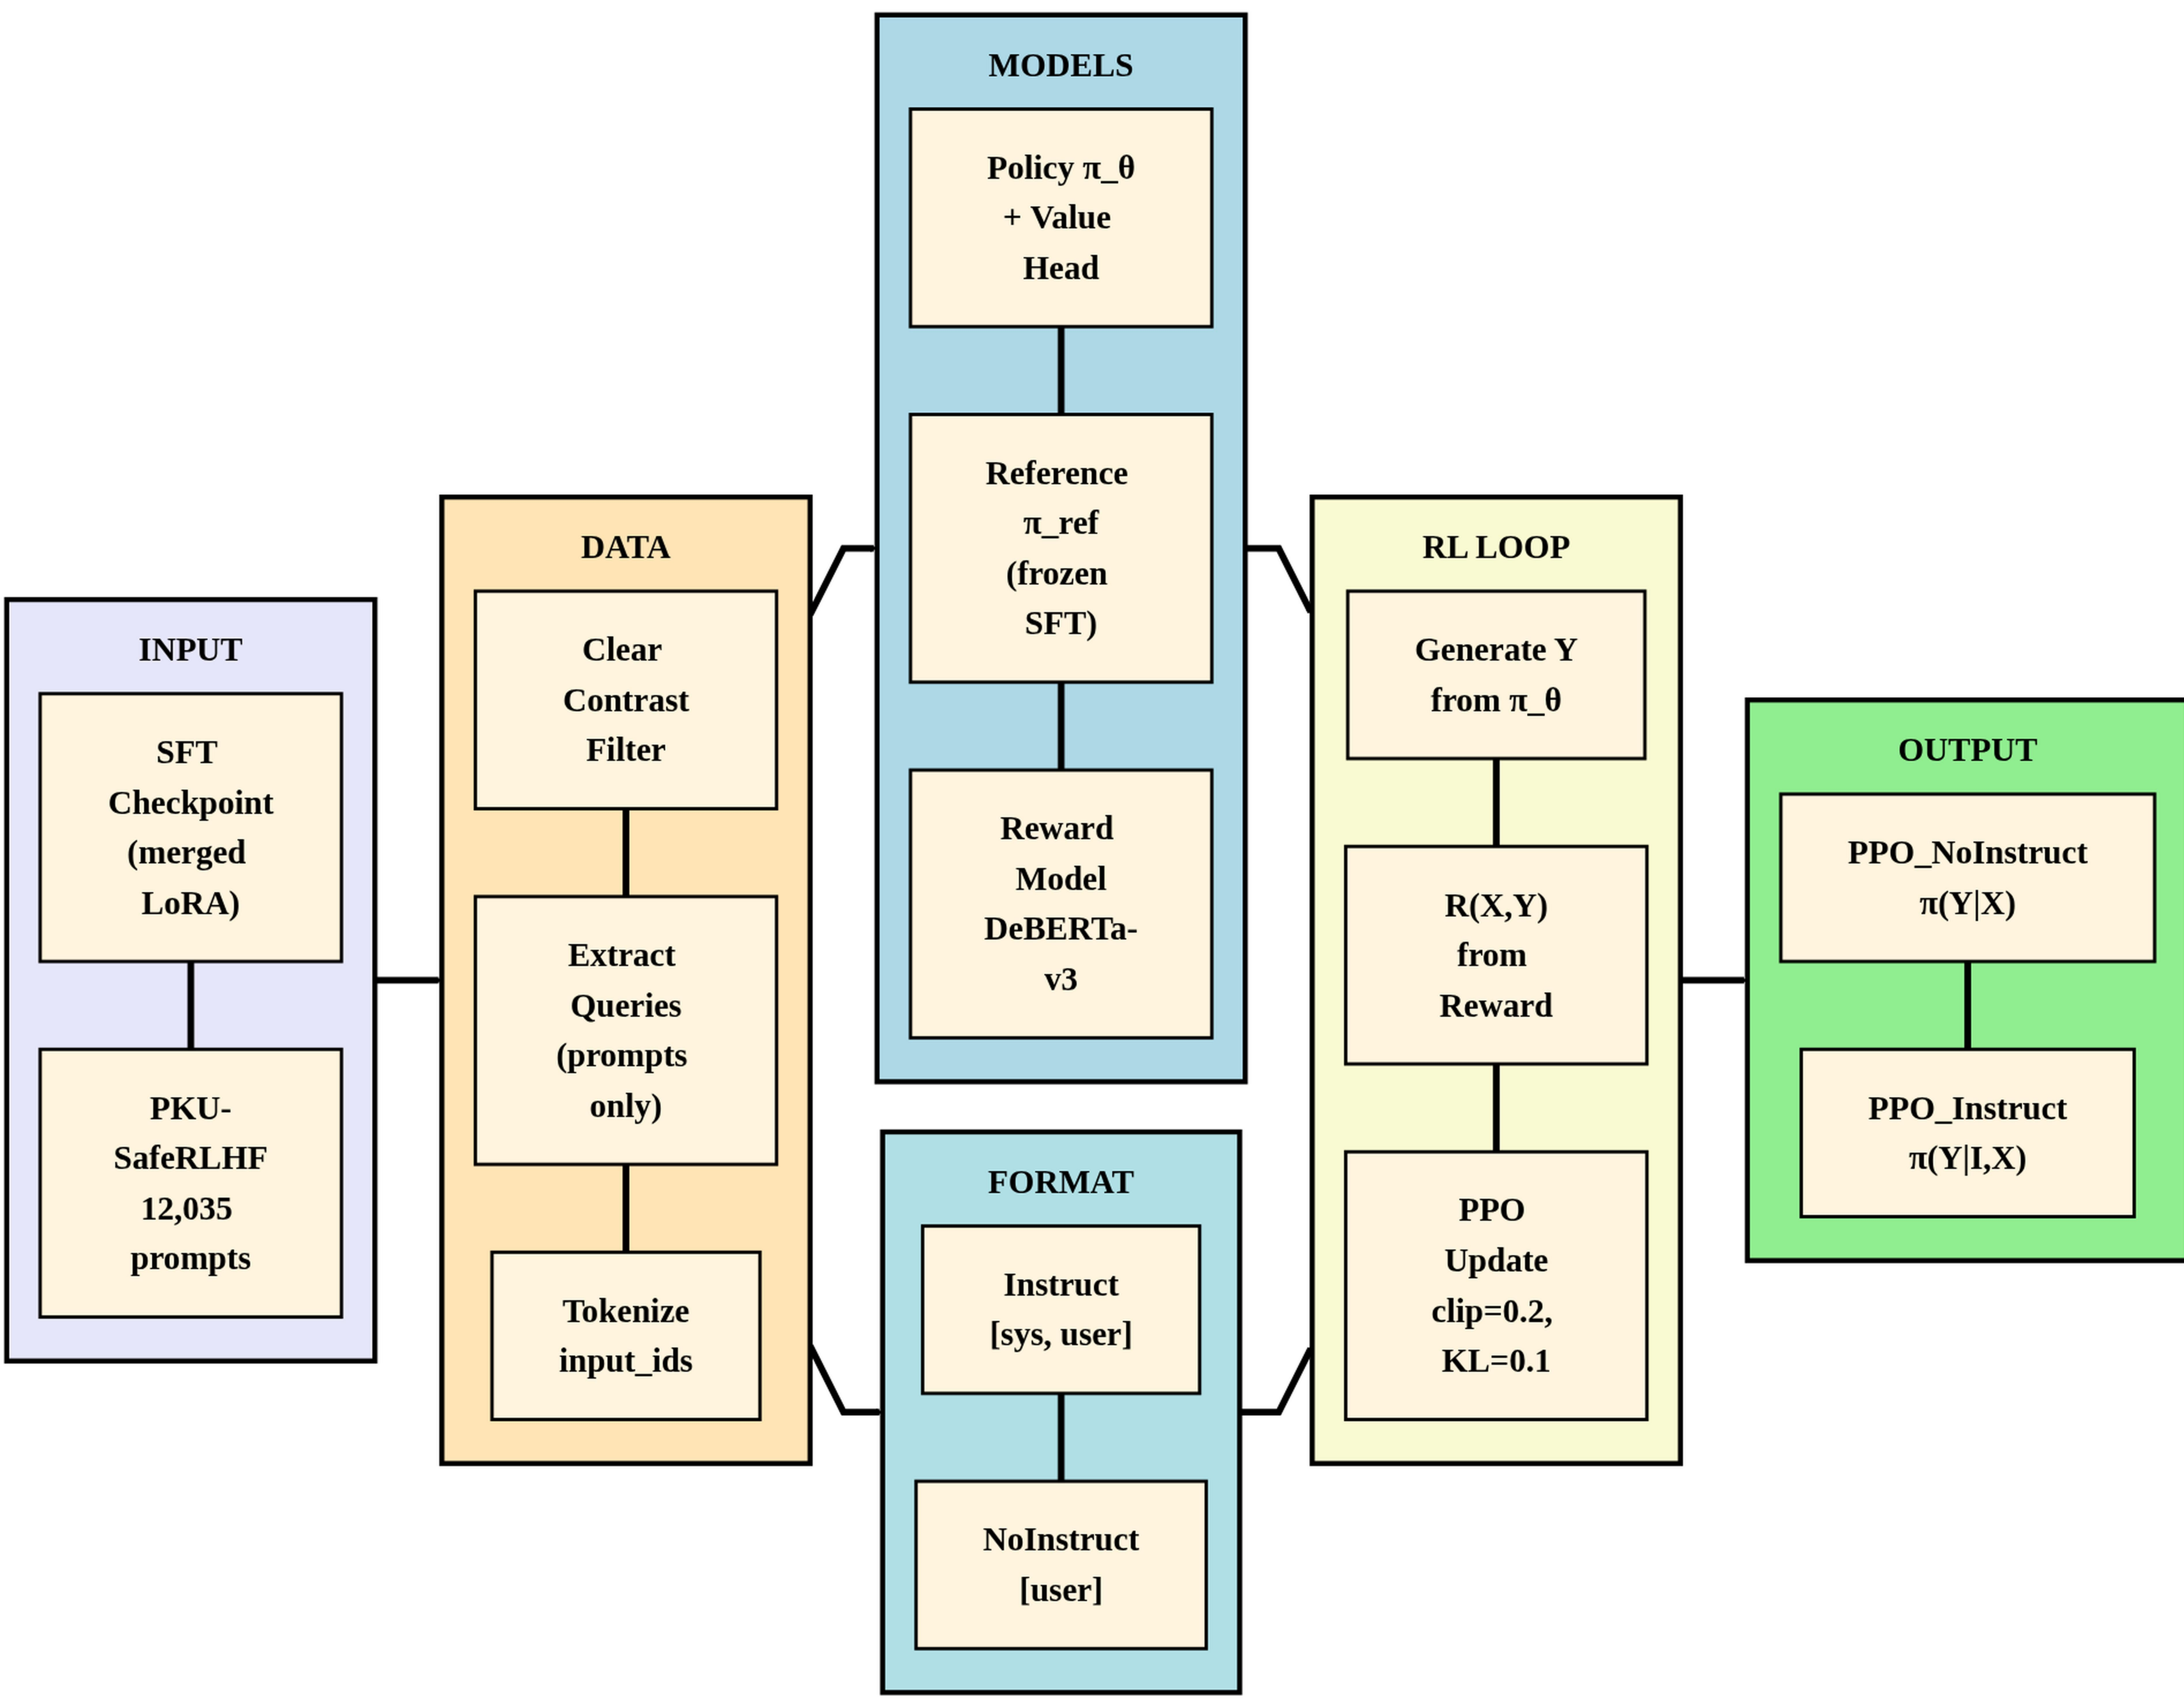 INPUT
SFT
Checkpoint
(merged
LoRA)
PKU-
SafeRLHF
12,035
prompts
DATA
Clear
Contrast
Filter
Extract
Queries
(prompts
only)
Tokenize
input_ids
MODELS
Policy π_θ
+ Value
Head
Reference
π_ref
(frozen
SFT)
Reward
Model
DeBERTa-
v3
FORMAT
Instruct
[sys, user]
NoInstruct
[user]
RL LOOP
Generate Y
from π_θ
R(X,Y)
from
Reward
PPO
Update
clip=0.2,
KL=0.1
OUTPUT
PPO_NoInstruct
π(Y|X)
PPO_Instruct
π(Y|I,X)